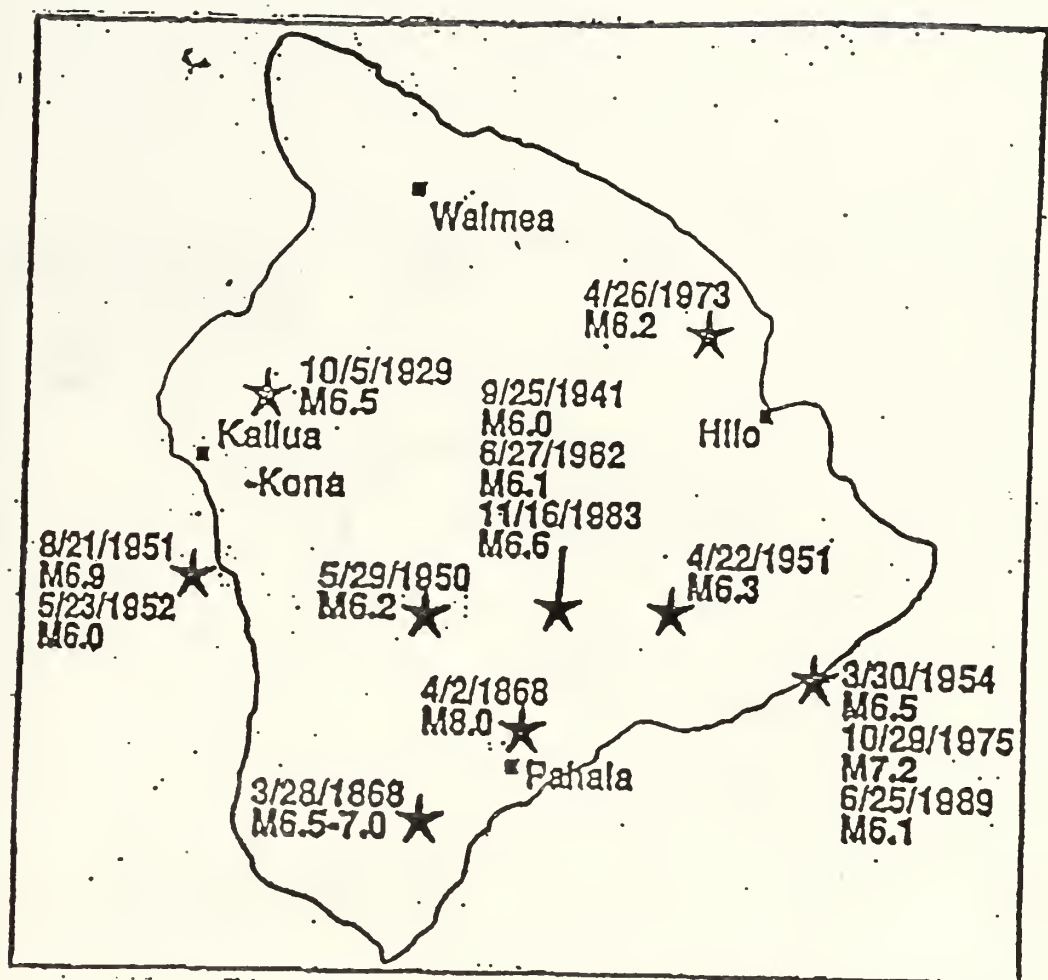 Waimea
4/26/1973
M6.2
10/5/1929
M6.5
9/25/1941
M6.0
6/27/1982
M6.1
11/16/1983
M6.6
Kailua
-Kona
Hilo
8/21/1951
M6.9
5/23/1952
M6.0
5/29/1950
M6.2
4/22/1951
M6.3
4/2/1868
M8.0
Pahala
3/30/1954
M6.5
10/29/1975
M7.2
6/25/1989
M6.1
3/28/1868
M6.5-7.0